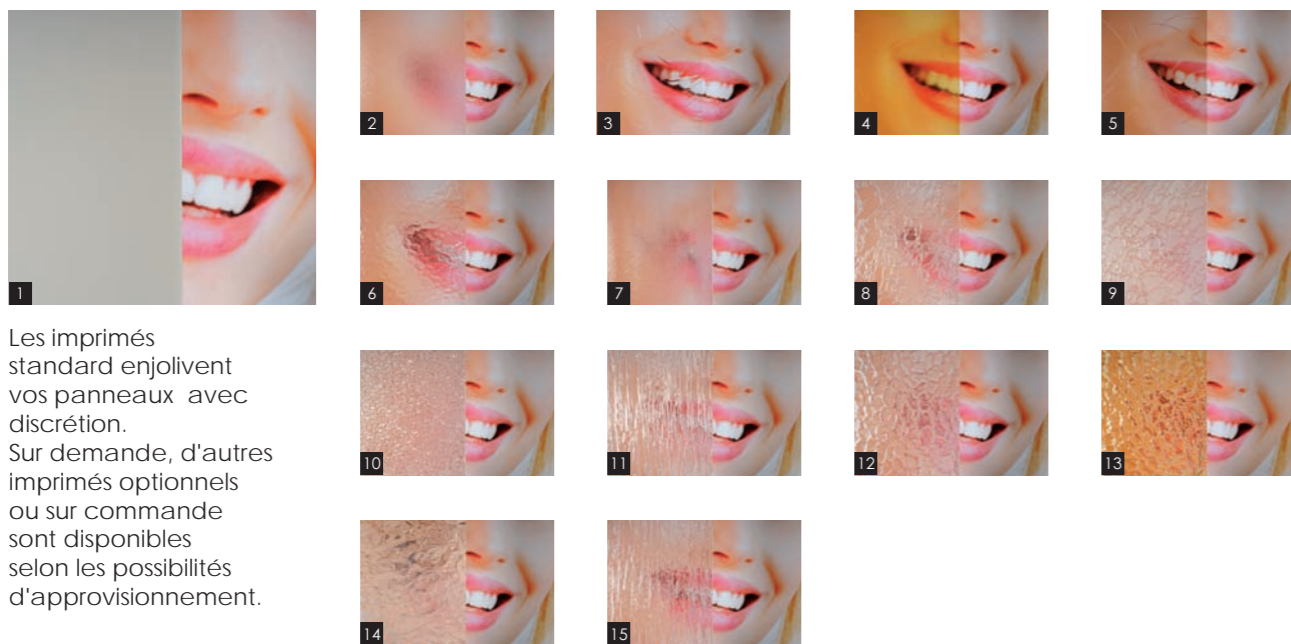 1
2
3
4
5
6
7
8
9
10
11
12
13
14
15
Les imprimés
standard enjolivent
vos panneaux avec
discrétion.
Sur demande, d'autres
imprimés optionnels
ou sur commande
sont disponibles
selon les possibilités
d'approvisionnement.